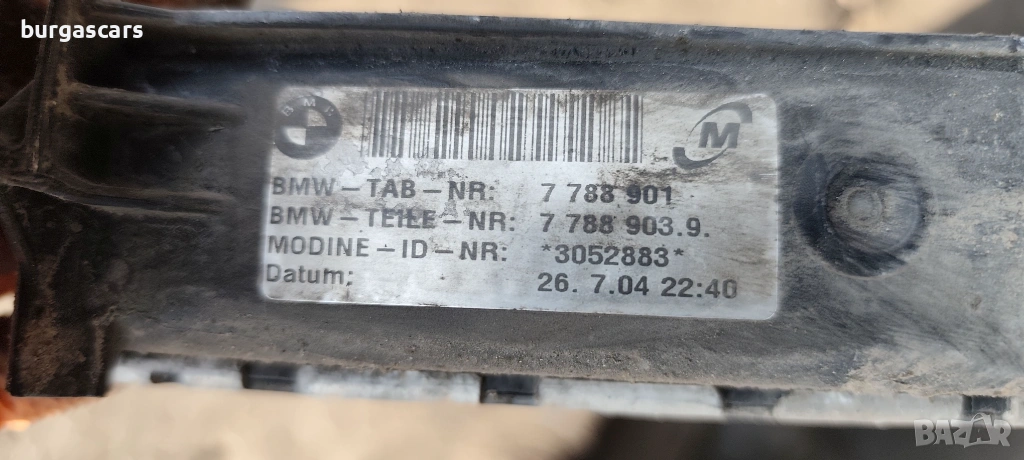 burgascars
BMW
M
BMW-TAB-NR: 7 788 901
BMW-TEILE-NR: 7 788 903.9.
MODINE-ID-NR: *3052883*
Datum: 26. 7.04 22:40
BAZAR